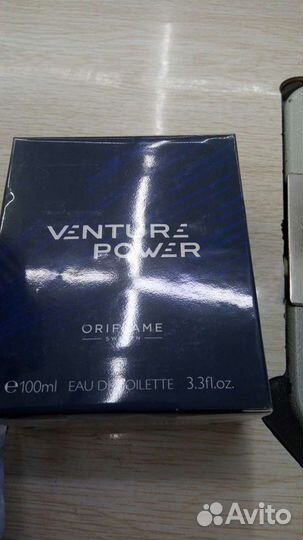 VENTURE
POWER
ORIFLAME
SWEDEN
℮100ml EAU DE TOILETTE 3.3fl.oz.
Avito